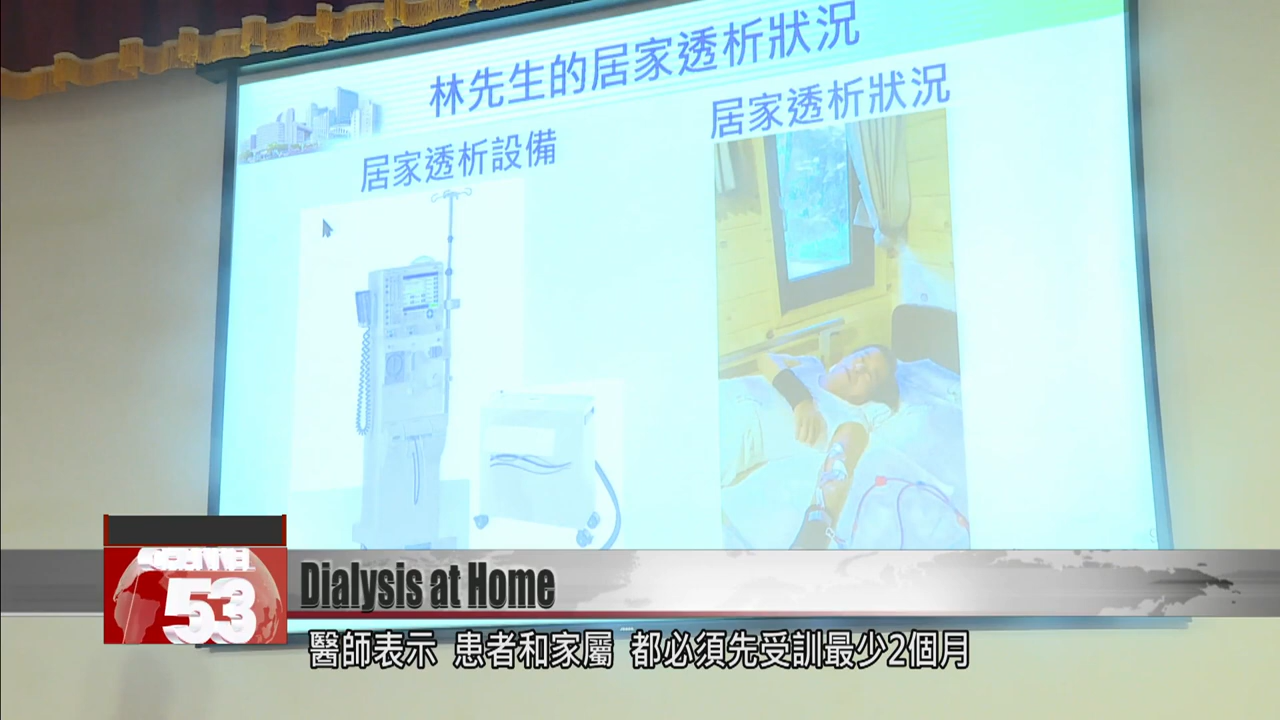 林先生的居家透析狀況
居家透析設備
居家透析狀況
CHANNEL
53
Dialysis at Home
醫師表示 患者和家屬 都必須先受訓最少2個月